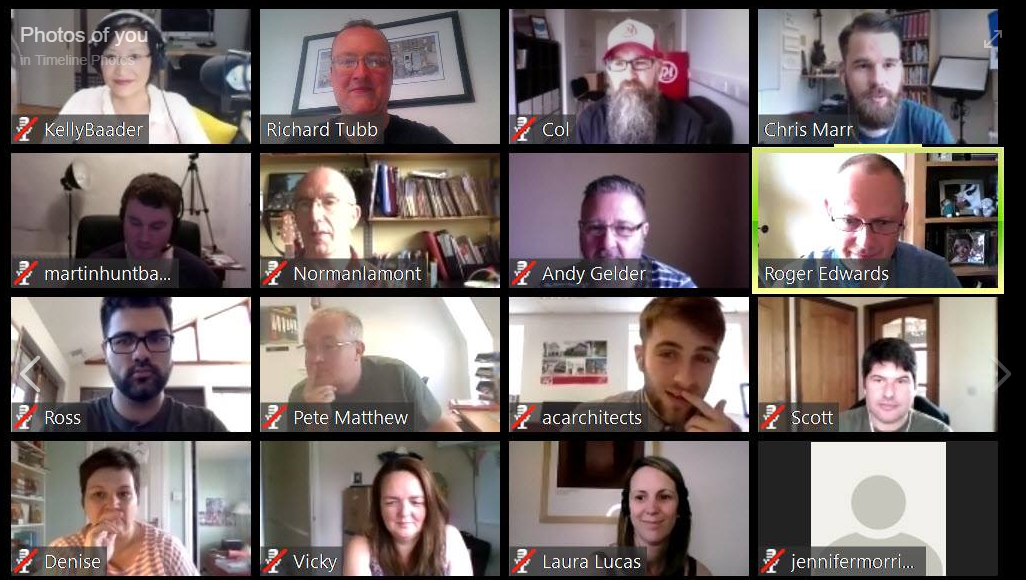 Photos of you
in Timeline Photos
KellyBaader
Richard Tubb
Col
Chris Marr
martinhuntba...
Normanlamont
Andy Gelder
Roger Edwards
Ross
Pete Matthew
acarchitects
Scott
Denise
Vicky
Laura Lucas
jennifermorri...